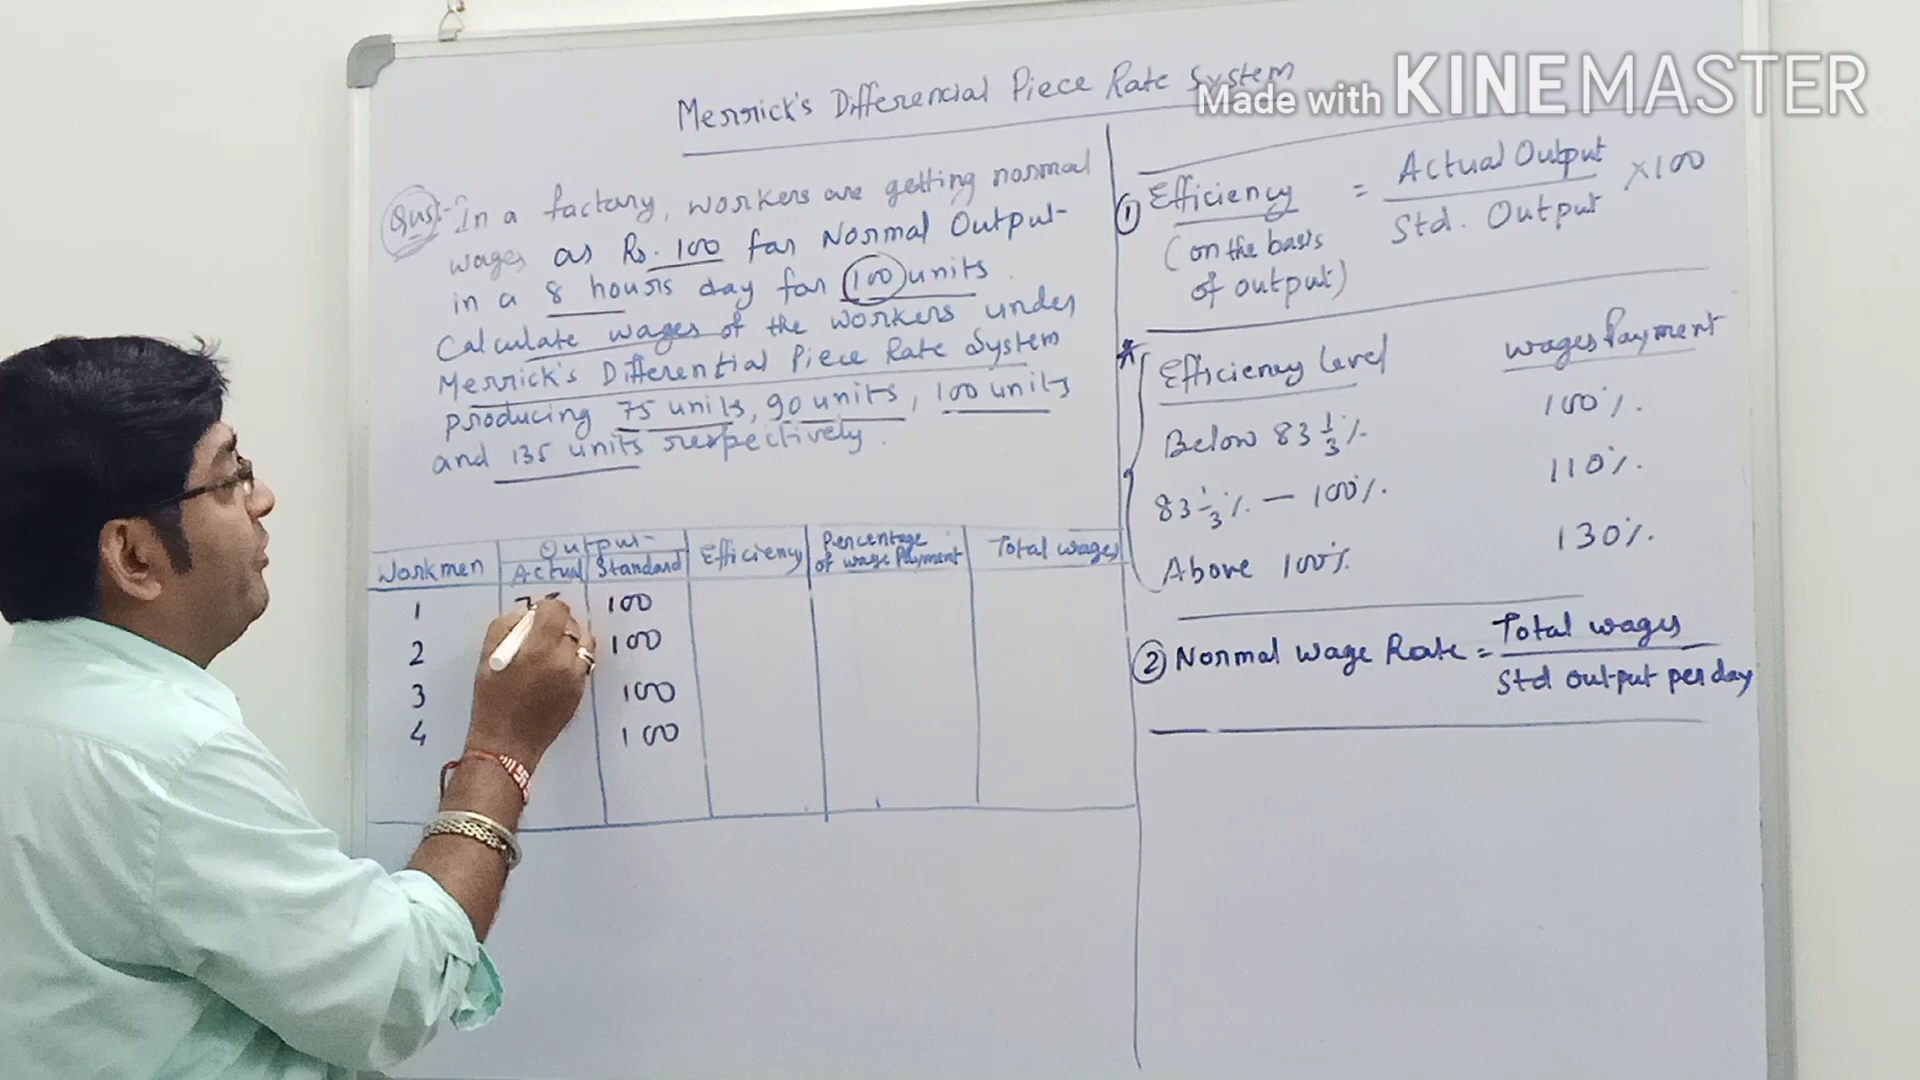 Merrick's Differencial Piece Rate System
Made with KINEMASTER
Qus:- In a factory, workers are getting normal
wages as Rs. 100 for Normal Output
in a 8 hours day for 100 units.
Calculate wages of the workers under
Merrick's Differential Piece Rate System
producing 75 units, 90 units, 100 units
and 135 units respectively.
Workmen Output Efficiency Percentage of wage Payment Total wages
Actual Standard
1 100
2 100
3 100
4 100
① Efficiency = Actual Output / Std. Output × 100
(on the basis
of output)
* Efficiency Level Wages Payment
Below 83 1/3 % 100%.
83 1/3 % — 100%. 110%.
Above 100% 130%.
② Normal Wage Rate = Total wages / Std output per day